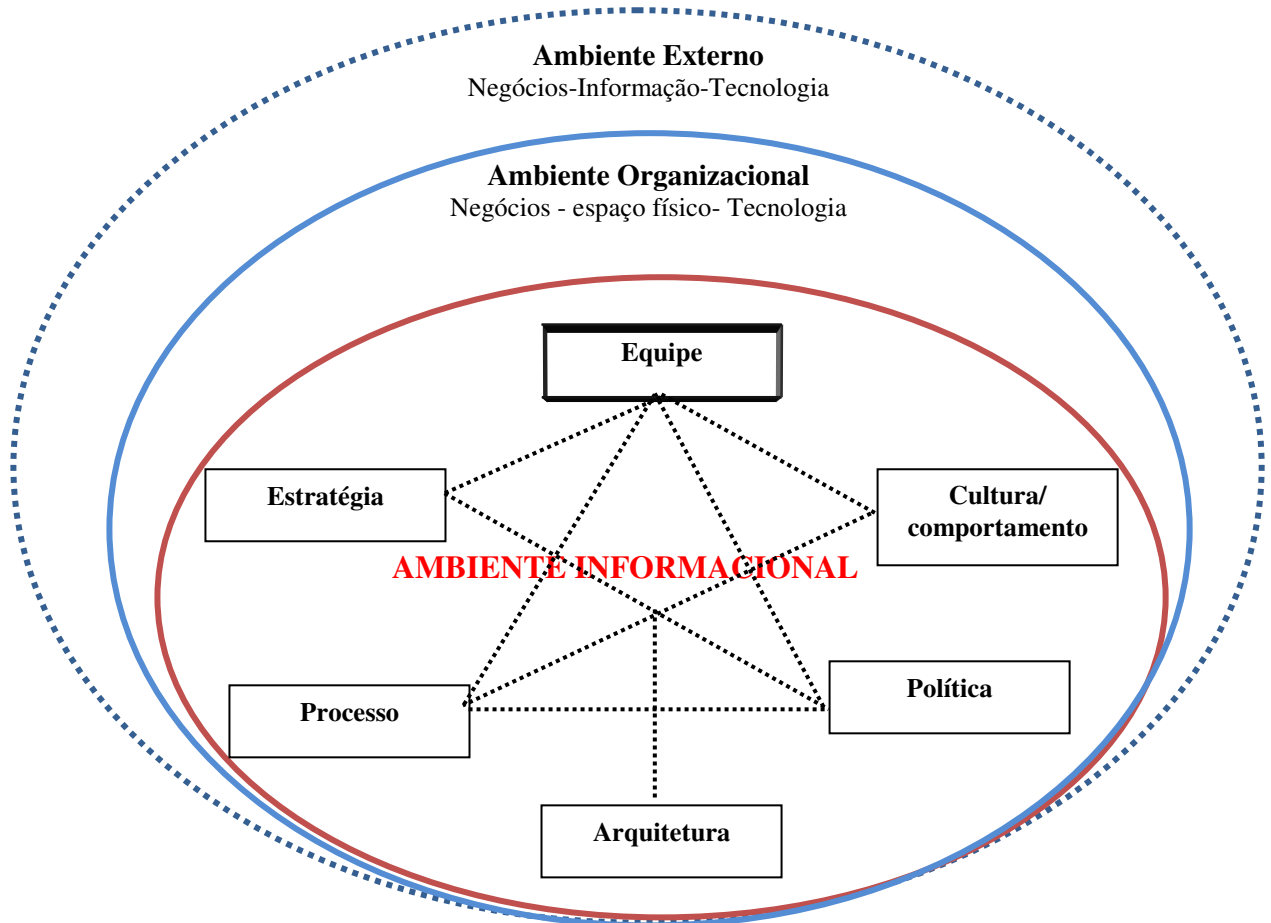 Ambiente Externo
Negócios-Informação-Tecnologia
Ambiente Organizacional
Negócios - espaço físico- Tecnologia
Equipe
Estratégia
Cultura/
comportamento
AMBIENTE INFORMACIONAL
Processo
Política
Arquitetura